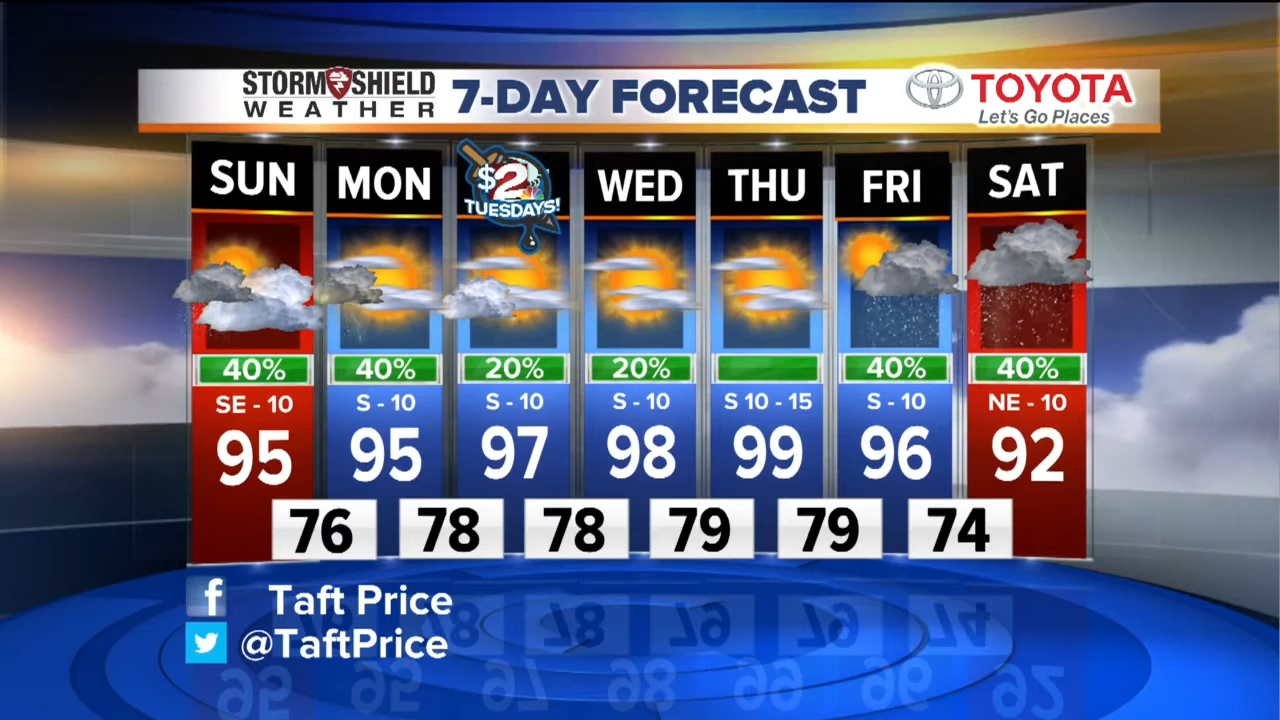 STORM SHIELD
WEATHER
7-DAY FORECAST
TOYOTA
Let's Go Places
SUN MON $2 TUESDAYS! WED THU FRI SAT
40% 40% 20% 20% 40% 40%
SE - 10 S - 10 S - 10 S - 10 S 10 - 15 S - 10 NE - 10
95 95 97 98 99 96 92
76 78 78 79 79 74
f Taft Price
@TaftPrice